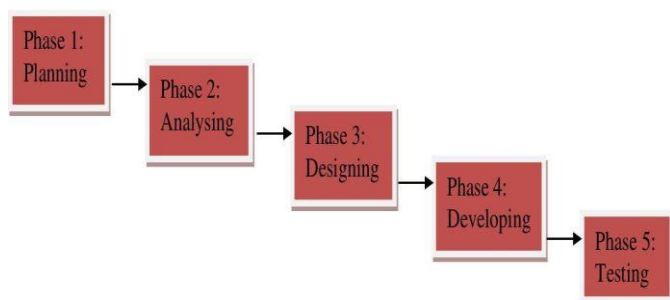 Phase 1:
Planning
Phase 2:
Analysing
Phase 3:
Designing
Phase 4:
Developing
Phase 5:
Testing